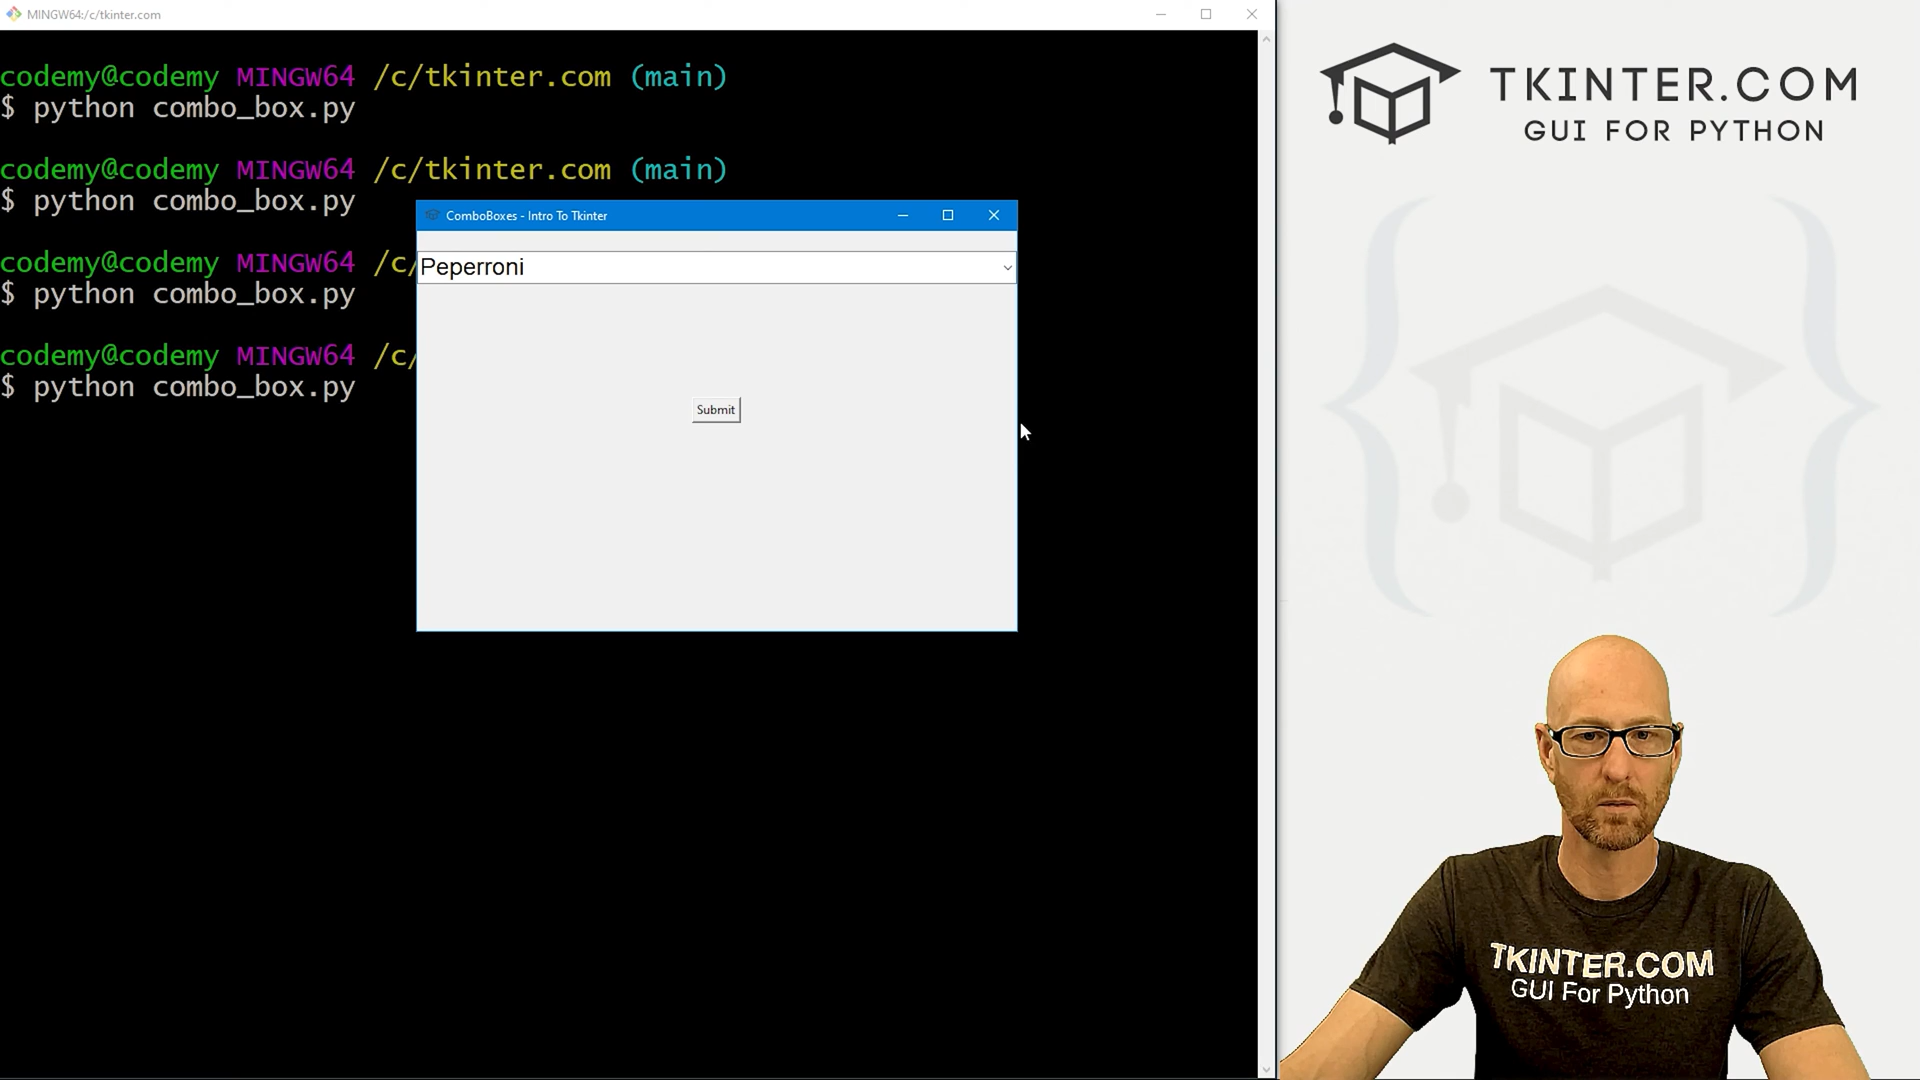 MINGW64:/c/tkinter.com
codemy@codemy MINGW64 /c/tkinter.com (main)
$ python combo_box.py
codemy@codemy MINGW64 /c/tkinter.com (main)
$ python combo_box.py
codemy@codemy MINGW64 /c/
$ python combo_box.py
codemy@codemy MINGW64 /c/
$ python combo_box.py
ComboBoxes - Intro To Tkinter
Peperroni
Submit
TKINTER.COM
GUI FOR PYTHON
TKINTER.COM
GUI For Python